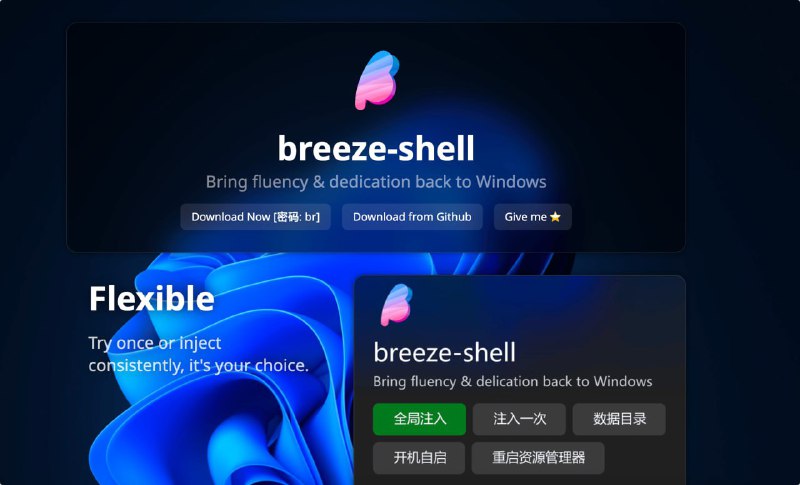 breeze-shell
Bring fluency & dedication back to Windows
Download Now [密码: br]
Download from Github
Give me ⭐
Flexible
Try once or inject
consistently, it's your choice.
breeze-shell
Bring fluency & delication back to Windows
全局注入
注入一次
数据目录
开机自启
重启资源管理器